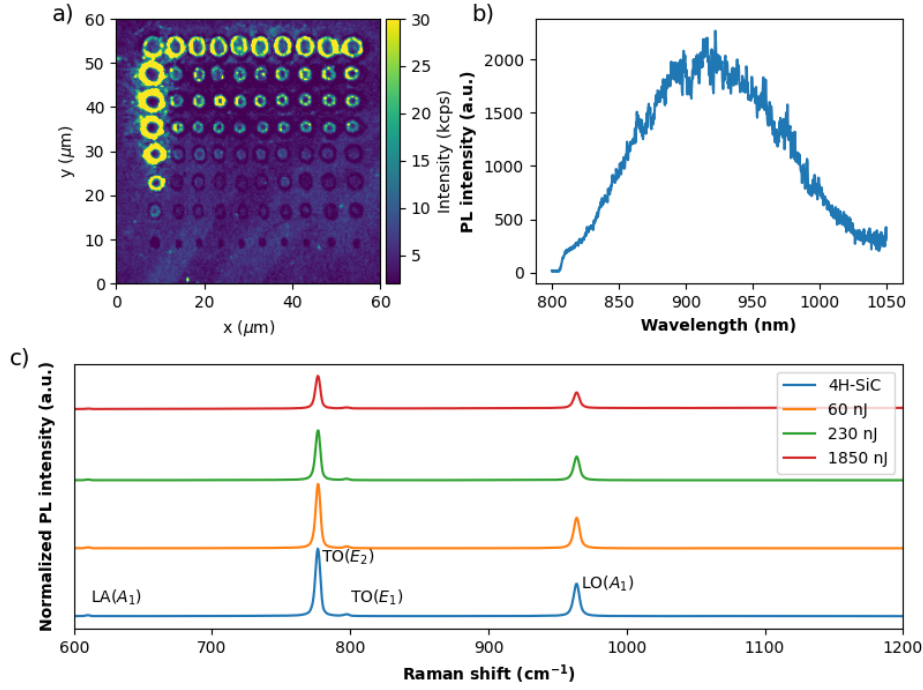 a)
60
50
40
30
20
10
0
y (μm)
0
20
40
60
x (μm)
30
25
20
15
10
5
Intensity (kcps)
b)
2000
1500
1000
500
0
PL intensity (a.u.)
800
850
900
950
1000
1050
Wavelength (nm)
c)
Normalized PL intensity (a.u.)
4H-SiC
60 nJ
230 nJ
1850 nJ
TO(E₂)
LA(A₁)
TO(E₁)
LO(A₁)
600
700
800
900
1000
1100
1200
Raman shift (cm⁻¹)